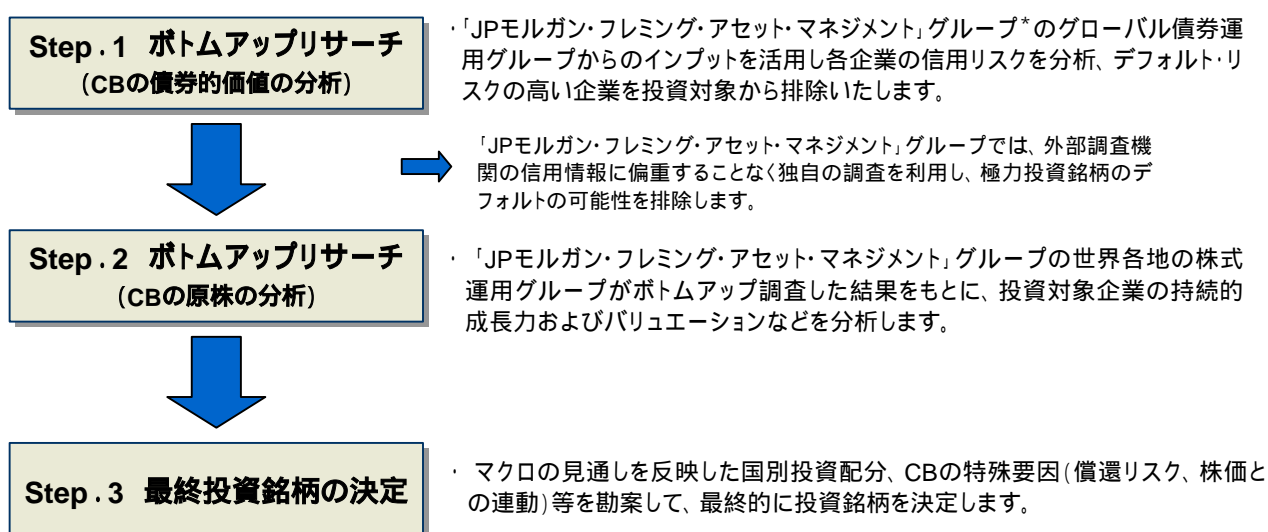 Step．1 ボトムアップリサーチ
(CBの債券的価値の分析)
・「JPモルガン・フレミング・アセット・マネジメント」グループ*のグローバル債券運
用グループからのインプットを活用し各企業の信用リスクを分析、デフォルト・リ
スクの高い企業を投資対象から排除いたします。
「JPモルガン・フレミング・アセット・マネジメント」グループでは、外部調査機
関の信用情報に偏重することなく独自の調査を利用し、極力投資銘柄のデ
フォルトの可能性を排除します。
Step．2 ボトムアップリサーチ
(CBの原株の分析)
・「JPモルガン・フレミング・アセット・マネジメント」グループの世界各地の株式
運用グループがボトムアップ調査した結果をもとに、投資対象企業の持続的
成長力およびバリュエーションなどを分析します。
Step．3 最終投資銘柄の決定
・ マクロの見通しを反映した国別投資配分、CBの特殊要因(償還リスク、株価と
の連動)等を勘案して、最終的に投資銘柄を決定します。